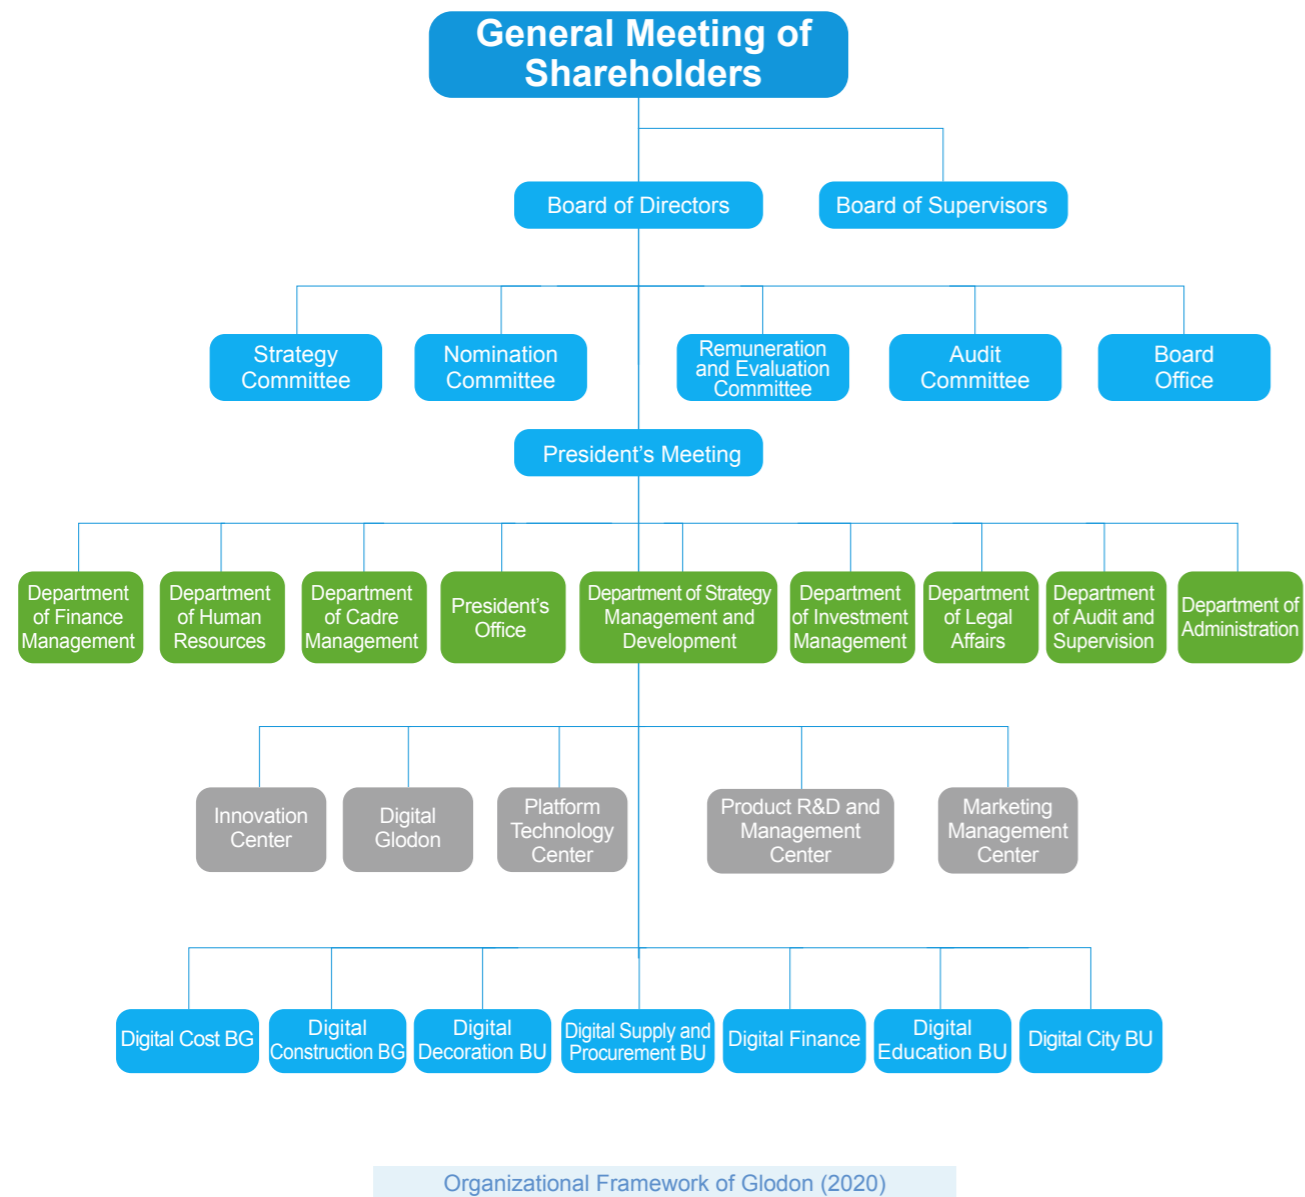 General Meeting of
Shareholders
Board of Directors
Board of Supervisors
Strategy
Committee
Nomination
Committee
Remuneration
and Evaluation
Committee
Audit
Committee
Board
Office
President’s Meeting
Department
of Finance
Management
Department
of Human
Resources
Department
of Cadre
Management
President’s
Office
Department of Strategy
Management and
Development
Department
of Investment
Management
Department
of Legal
Affairs
Department
of Audit and
Supervision
Department of
Administration
Innovation
Center
Digital
Glodon
Platform
Technology
Center
Product R&D and
Management
Center
Marketing
Management
Center
Digital Cost BG
Digital
Construction BG
Digital
Decoration BU
Digital Supply and
Procurement BU
Digital Finance
Digital
Education BU
Digital City BU
Organizational Framework of Glodon (2020)